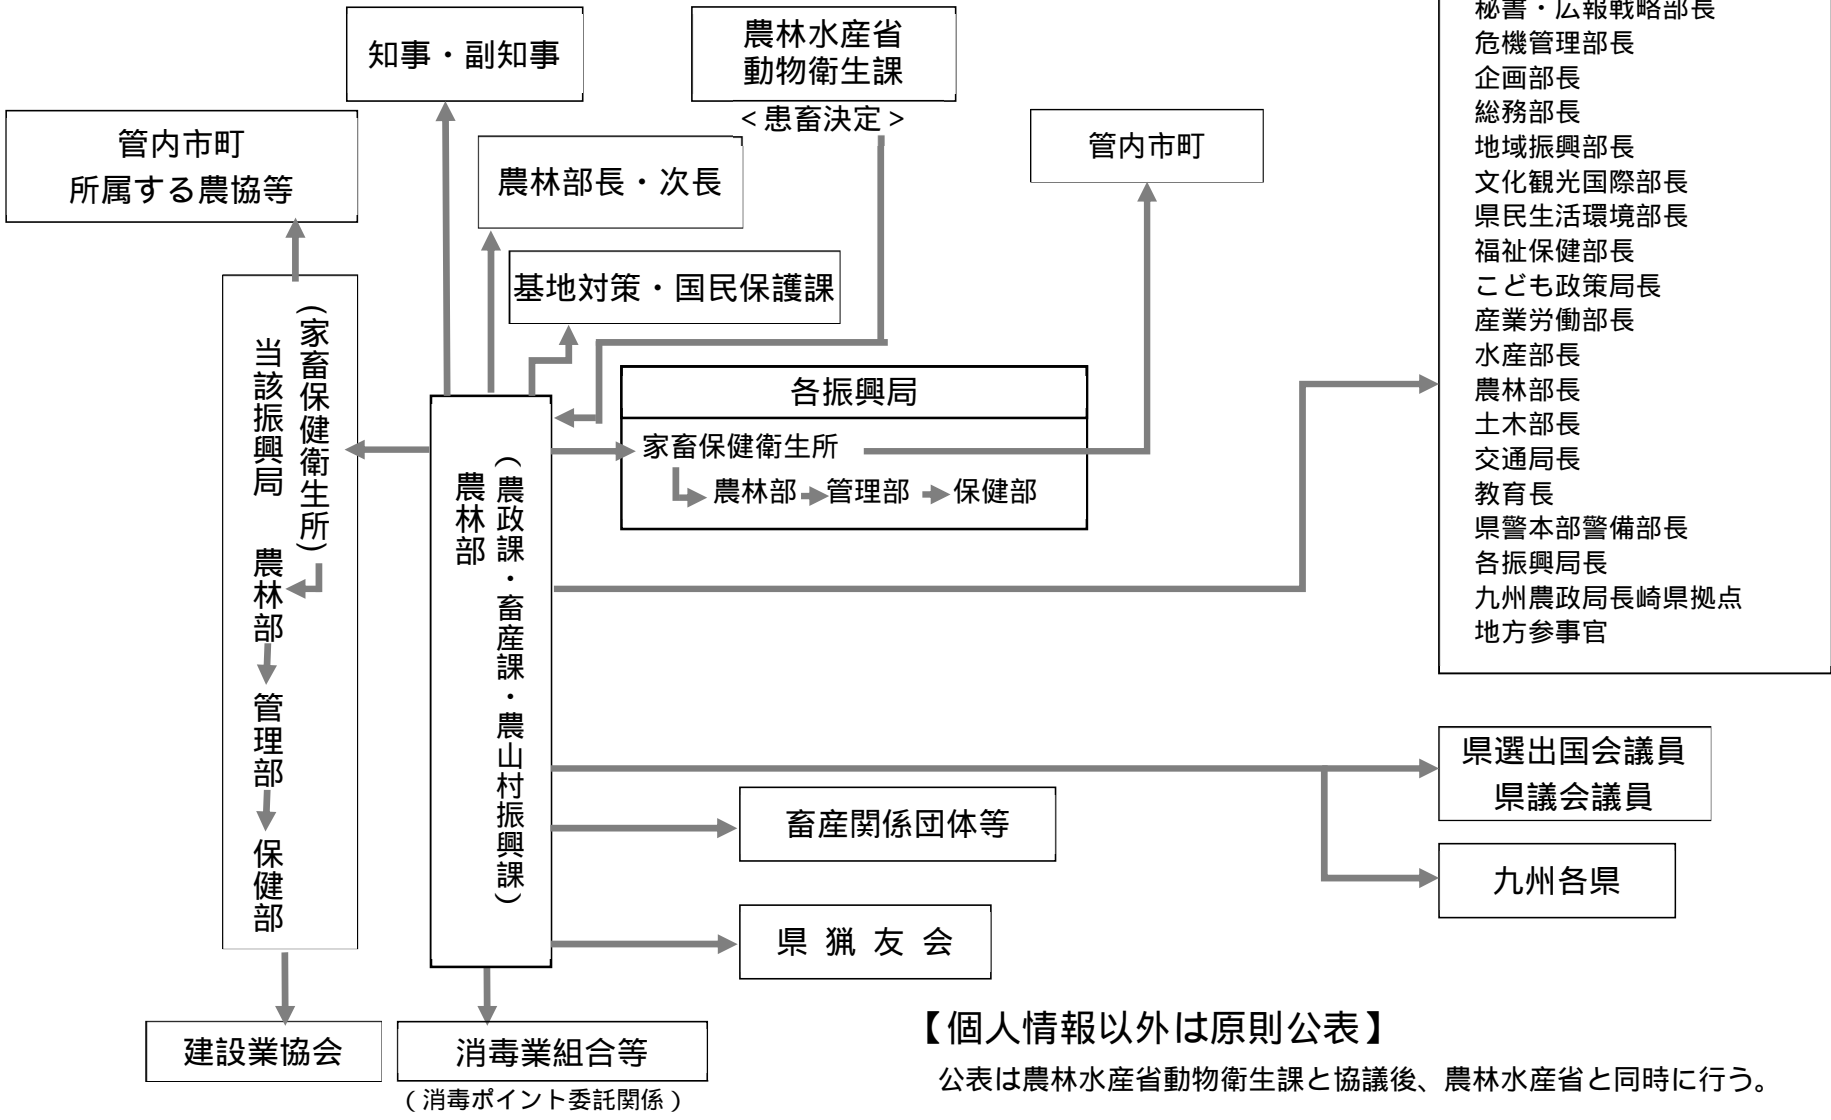 秘書・広報戦略部長
危機管理部長
企画部長
総務部長
地域振興部長
文化観光国際部長
県民生活環境部長
福祉保健部長
こども政策局長
産業労働部長
水産部長
農林部長
土木部長
交通局長
教育長
県警本部警備部長
各振興局長
九州農政局長崎県拠点
地方参事官
知事・副知事
農林水産省
動物衛生課
<患畜決定>
管内市町
所属する農協等
農林部長・次長
管内市町
基地対策・国民保護課
(家畜保健衛生所)
当該振興局 農林部
管理部
保健部
(農政課・畜産課・農山村振興課)
農林部
各振興局
家畜保健衛生所
農林部 管理部 保健部
県選出国会議員
県議会議員
畜産関係団体等
九州各県
県猟友会
建設業協会
消毒業組合等
(消毒ポイント委託関係)
【個人情報以外は原則公表】
公表は農林水産省動物衛生課と協議後、農林水産省と同時に行う。